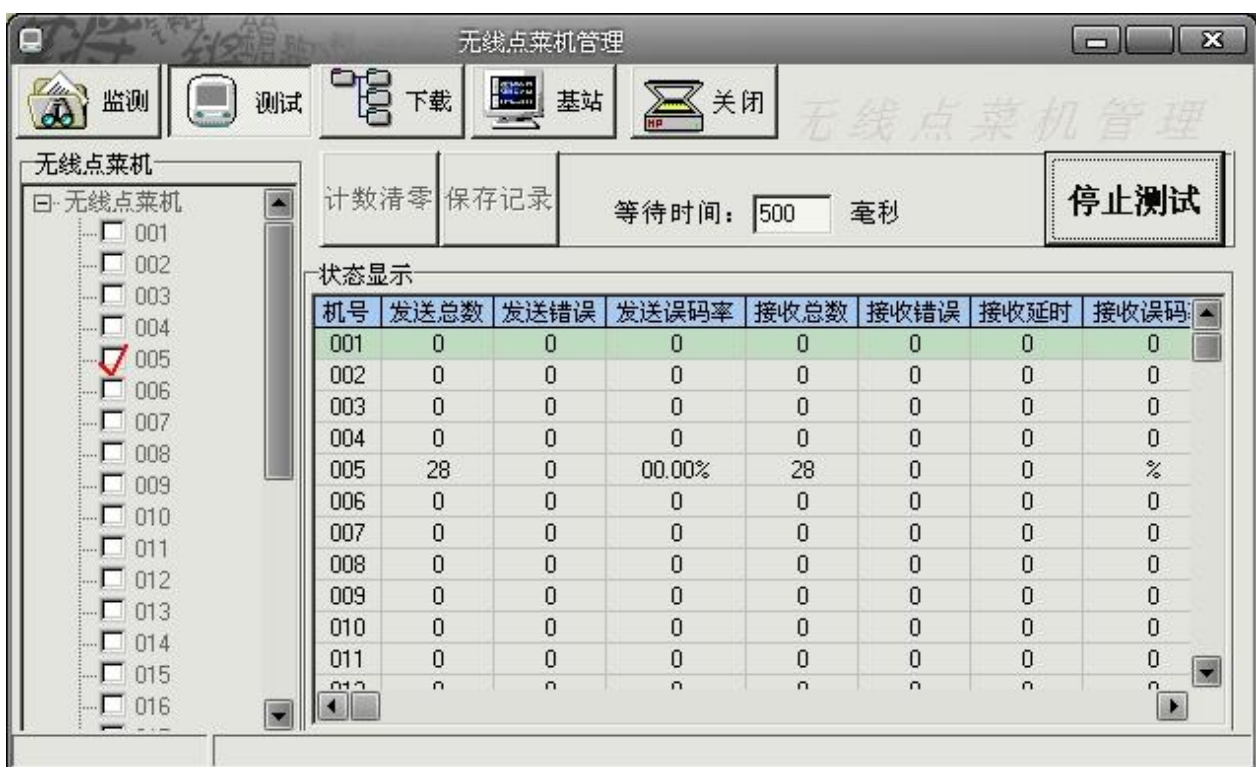 无线点菜机管理
监测 测试 下载 基站 关闭 无线点菜机管理
无线点菜机
无线点菜机
001
002
003
004
005
006
007
008
009
010
011
012
013
014
015
016
计数清零 保存记录 等待时间: 500 毫秒 停止测试
状态显示
机号 发送总数 发送错误 发送误码率 接收总数 接收错误 接收延时 接收误码
001 0 0 0 0 0 0 0
002 0 0 0 0 0 0 0
003 0 0 0 0 0 0 0
004 0 0 0 0 0 0 0
005 28 0 00.00% 28 0 0 %
006 0 0 0 0 0 0 0
007 0 0 0 0 0 0 0
008 0 0 0 0 0 0 0
009 0 0 0 0 0 0 0
010 0 0 0 0 0 0 0
011 0 0 0 0 0 0 0